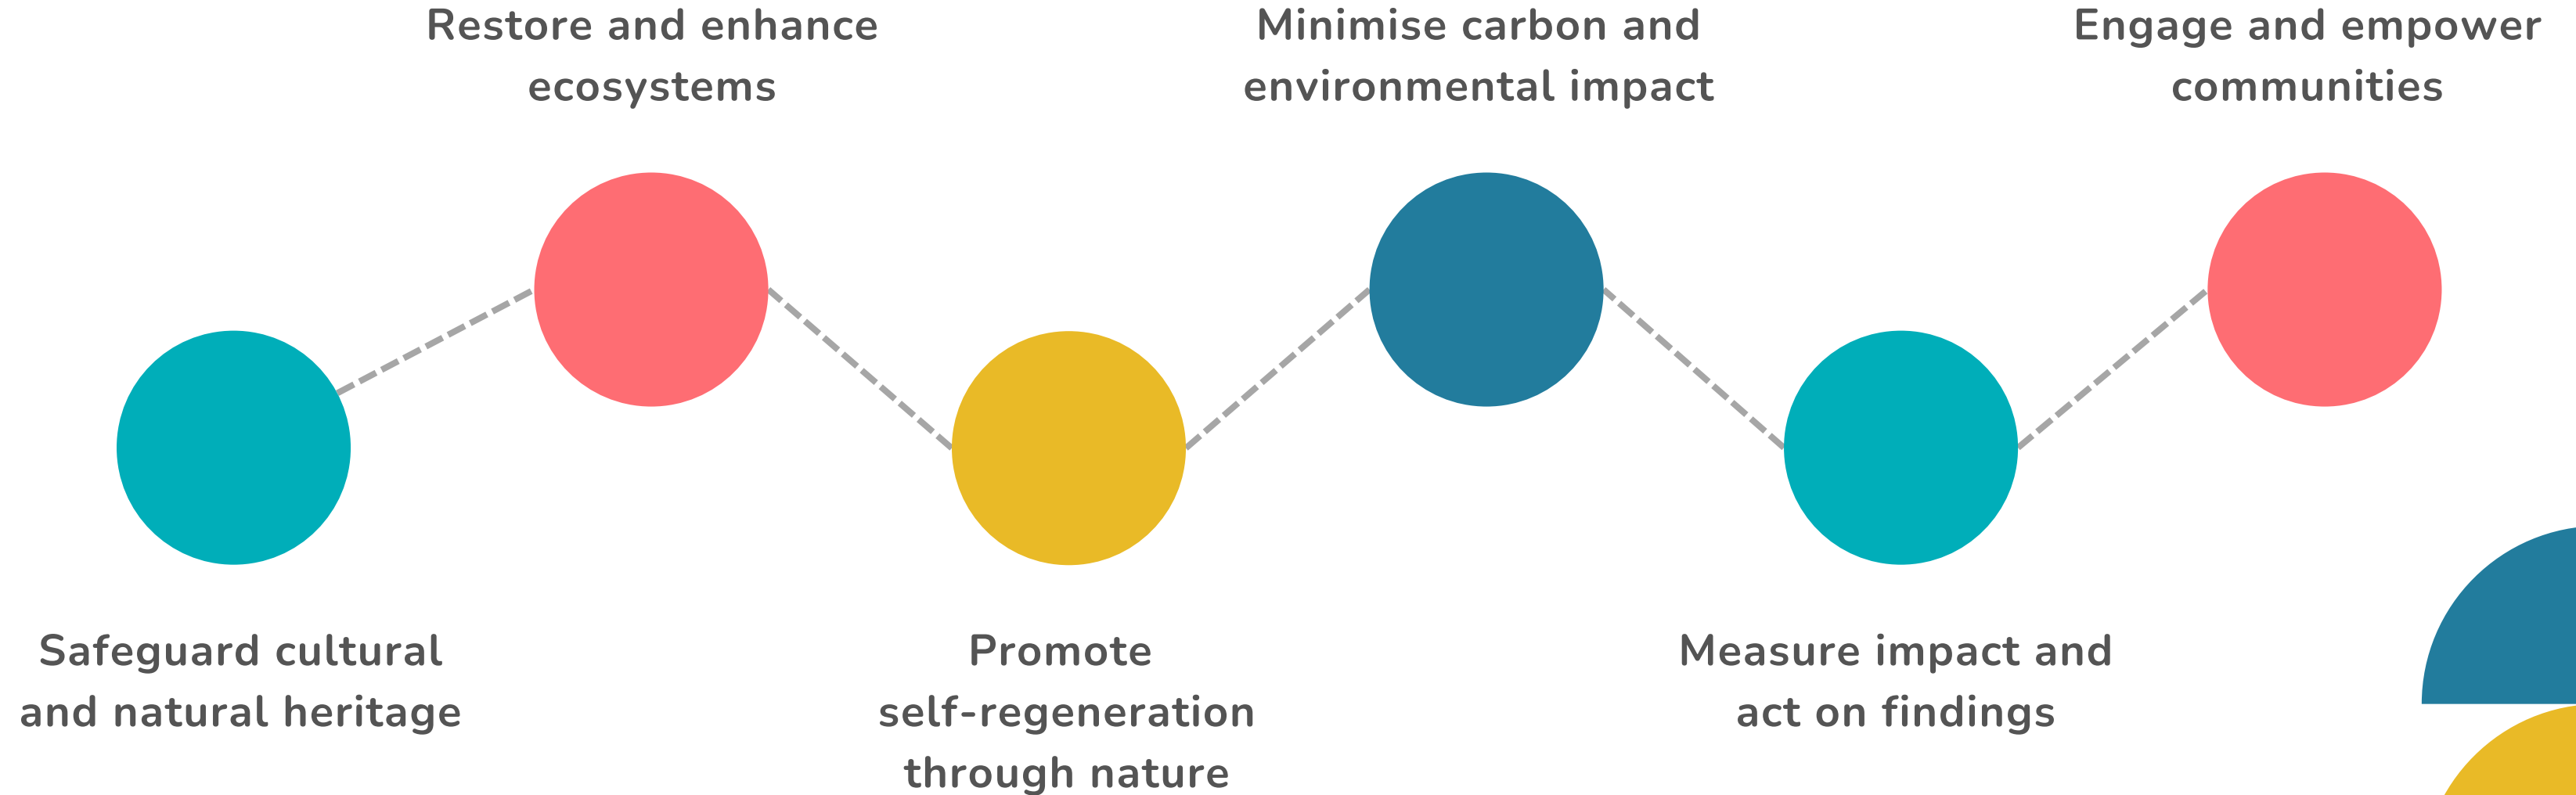 Restore and enhance
ecosystems
Minimise carbon and
environmental impact
Engage and empower
communities
Safeguard cultural
and natural heritage
Promote
self-regeneration
through nature
Measure impact and
act on findings